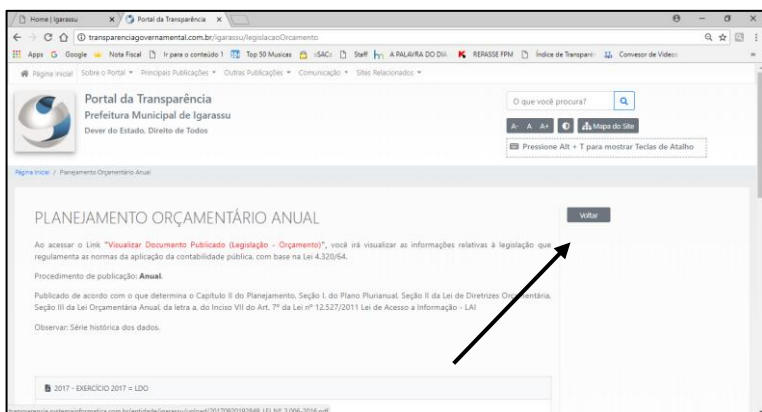 Home | Igarassu
Portal da Transparência
transparenciagovernamental.com.br/igarassu/legislacaoOrcamento
Apps G Google Nota Fiscal Ir para o conteúdo 1 Top 50 Musicas :SAC: Staff A PALAVRA DO DIA REPASSE FPM Índice de Transparên Convesor de Videos
Página Inicial Sobre o Portal Principais Publicações Outras Publicações Comunicação Sites Relacionados
Portal da Transparência
Prefeitura Municipal de Igarassu
Dever do Estado, Direito de Todos
O que você procura?
A- A A+ Mapa do Site
Pressione Alt + T para mostrar Teclas de Atalho
Página Inicial / Planejamento Orçamentário Anual
PLANEJAMENTO ORÇAMENTÁRIO ANUAL
Voltar
Ao acessar o Link "Visualizar Documento Publicado (Legislação - Orçamento)", você irá visualizar as informações relativas à legislação que
regulamenta as normas da aplicação da contabilidade pública, com base na Lei 4.320/64.
Procedimento de publicação: Anual.
Publicado de acordo com o que determina o Capítulo II do Planejamento, Seção I, do Plano Plurianual, Seção II da Lei de Diretrizes Orçamentária,
Seção III da Lei Orçamentária Anual, da letra a, do Inciso VII do Art. 7º da Lei nº 12.527/2011 Lei de Acesso a Informação - LAI
Observar: Série histórica dos dados.
2017 - EXERCÍCIO 2017 = LDO